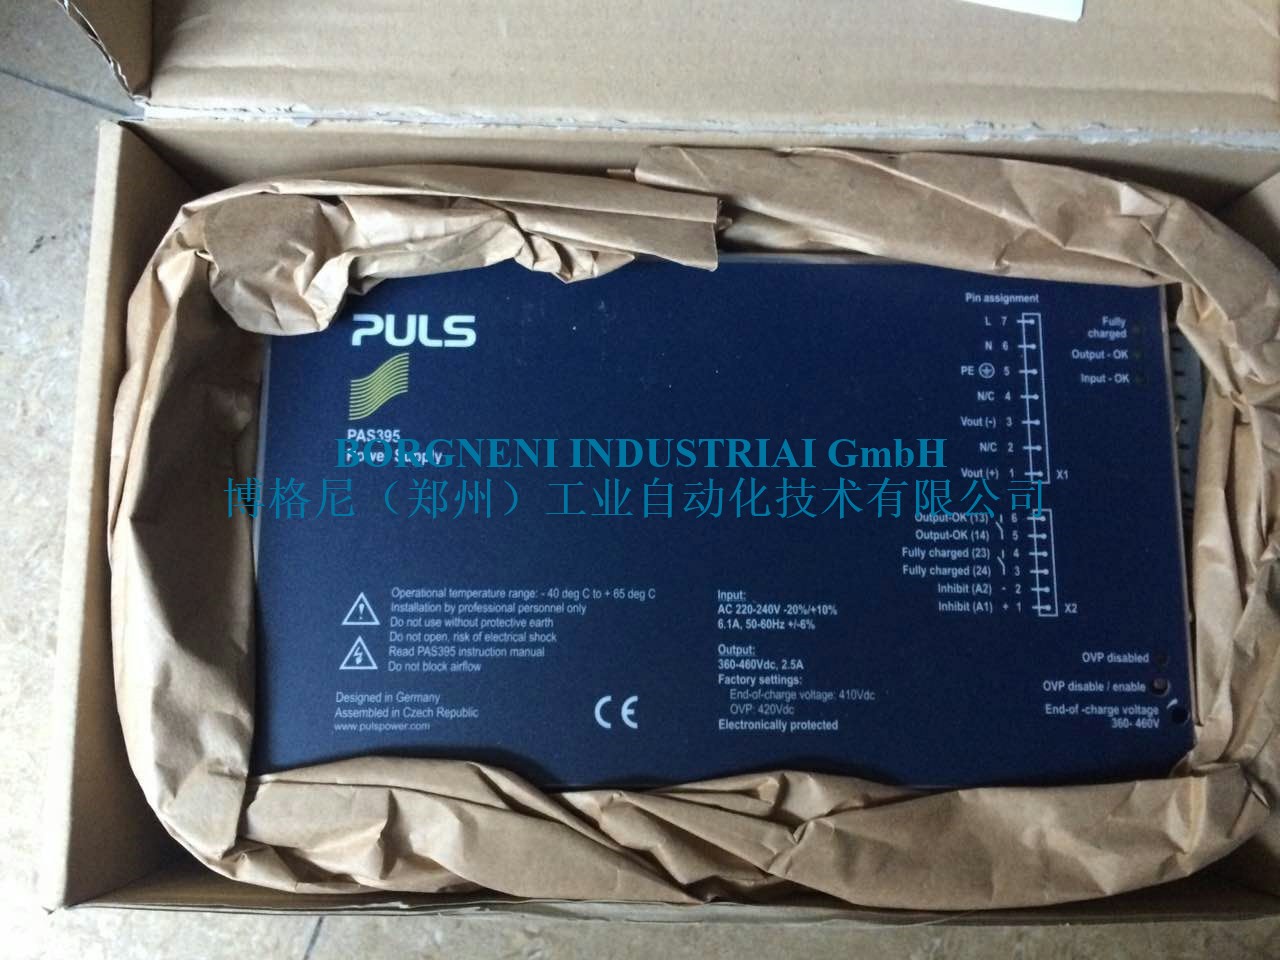 PULS
PAS395
Power Supply
BORGNENI INDUSTRIAI GmbH
博格尼（郑州）工业自动化技术有限公司
Pin assignment
L 7
N 6
PE 5
N/C 4
Vout (-) 3
N/C 2
Vout (+) 1 X1
Fully
charged
Output - OK
Input - OK
Output-OK (13) 6
Output-OK (14) 5
Fully charged (23) 4
Fully charged (24) 3
Inhibit (A2) - 2
Inhibit (A1) + 1 X2
Operational temperature range: - 40 deg C to + 65 deg C
Installation by professional personnel only
Do not use without protective earth
Do not open, risk of electrical shock
Read PAS395 instruction manual
Do not block airflow
Designed in Germany
Assembled in Czech Republic
www.pulspower.com
CE
Input:
AC 220-240V -20%/+10%
6.1A, 50-60Hz +/-6%
Output:
360-460Vdc, 2.5A
Factory settings:
End-of-charge voltage: 410Vdc
OVP: 420Vdc
Electronically protected
OVP disabled
OVP disable / enable
End-of -charge voltage
360- 460V